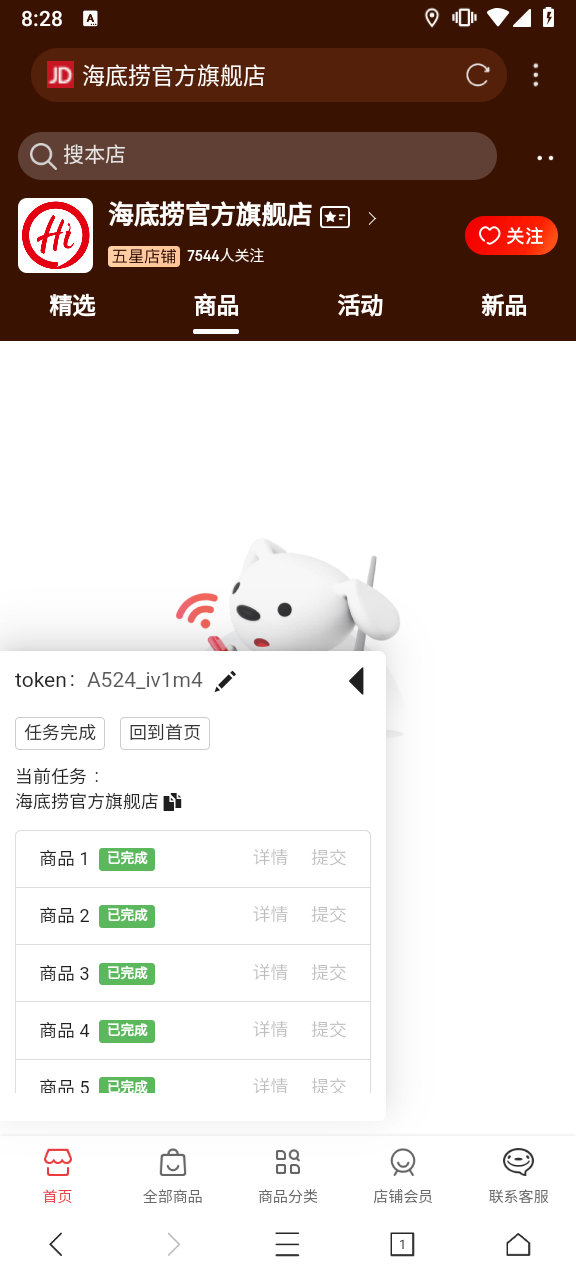 8:28
A
JD 海底捞官方旗舰店
搜本店
Hi
海底捞官方旗舰店
五星店铺 7544人关注
关注
精选 商品 活动 新品
token: A524_iv1m4
任务完成 回到首页
当前任务：
海底捞官方旗舰店
商品 1 已完成 详情 提交
商品 2 已完成 详情 提交
商品 3 已完成 详情 提交
商品 4 已完成 详情 提交
商品 5 已完成 详情 提交
首页 全部商品 商品分类 店铺会员 联系客服
1